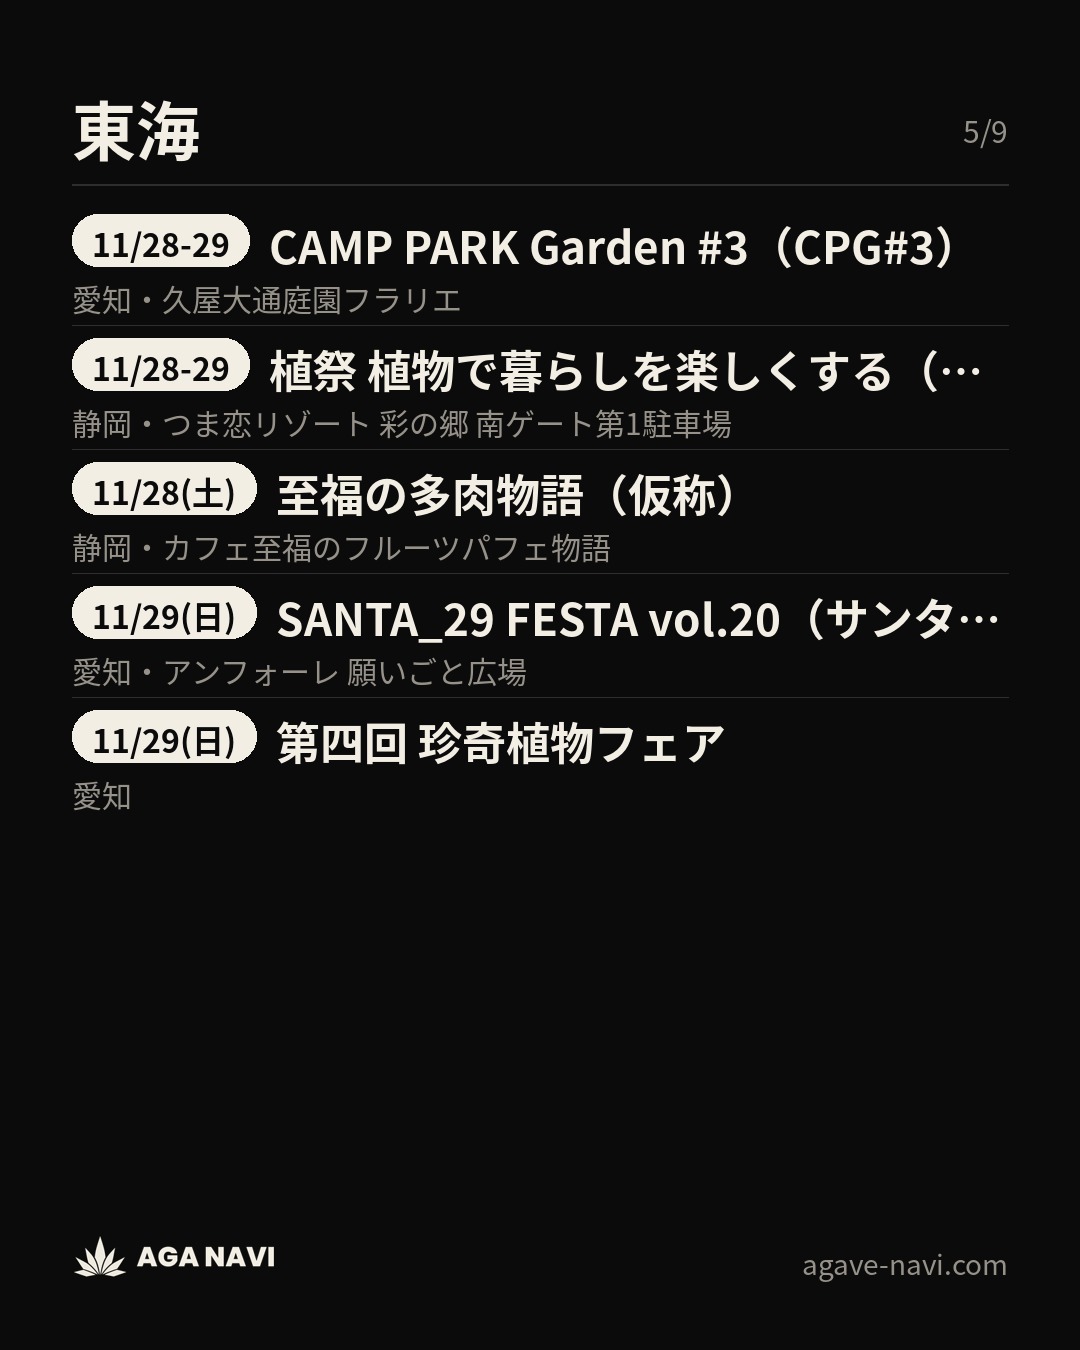 東海
5/9
11/28-29 CAMP PARK Garden #3（CPG#3）
愛知・久屋大通庭園フラリエ
11/28-29 植祭 植物で暮らしを楽しくする（…
静岡・つま恋リゾート 彩の郷 南ゲート第1駐車場
11/28(土) 至福の多肉物語（仮称）
静岡・カフェ至福のフルーツパフェ物語
11/29(日) SANTA_29 FESTA vol.20（サンタ…
愛知・アンフォーレ 願いごと広場
11/29(日) 第四回 珍奇植物フェア
愛知
AGA NAVI
agave-navi.com